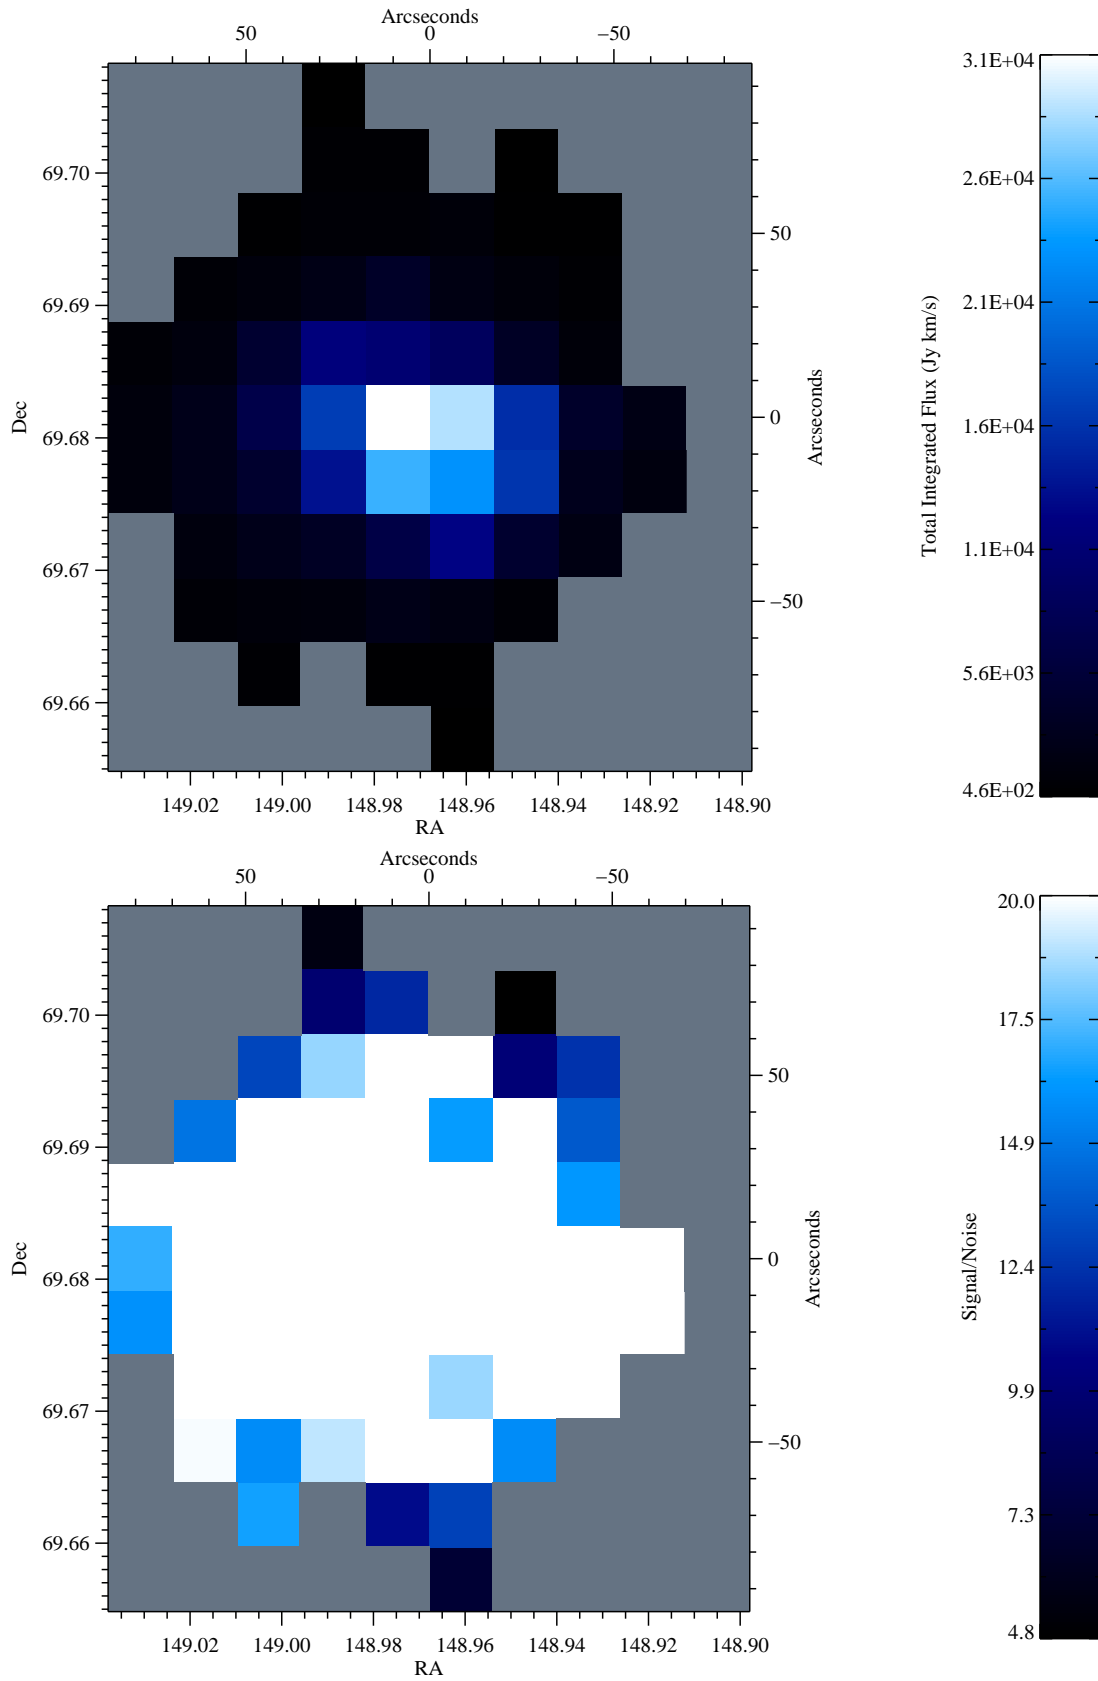 Arcseconds
50 0 −50
69.70
69.69
69.68
69.67
69.66
Dec
50
0
−50
Arcseconds
149.02 149.00 148.98 148.96 148.94 148.92 148.90
RA
3.1E+04
2.6E+04
2.1E+04
1.6E+04
1.1E+04
5.6E+03
4.6E+02
Total Integrated Flux (Jy km/s)
Arcseconds
50 0 −50
69.70
69.69
69.68
69.67
69.66
Dec
50
0
−50
Arcseconds
149.02 149.00 148.98 148.96 148.94 148.92 148.90
RA
20.0
17.5
14.9
12.4
9.9
7.3
4.8
Signal/Noise